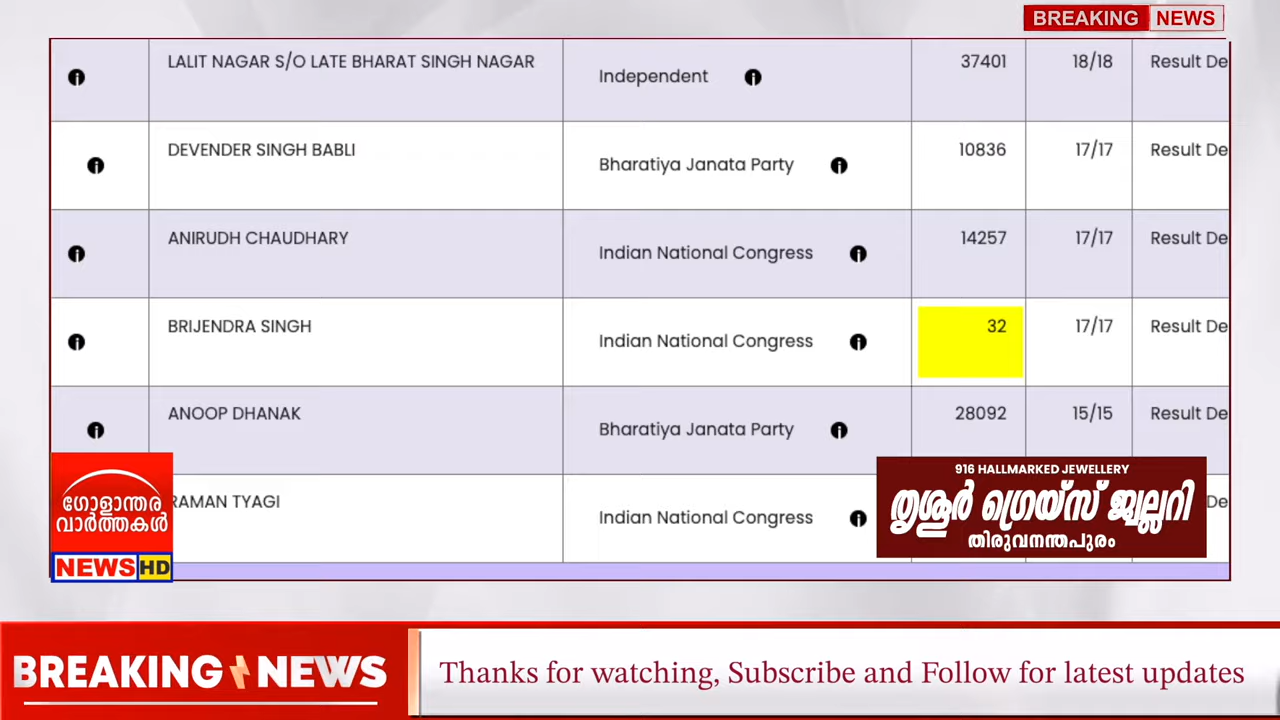 BREAKING NEWS
LALIT NAGAR S/O LATE BHARAT SINGH NAGAR Independent 37401 18/18 Result De
DEVENDER SINGH BABLI Bharatiya Janata Party 10836 17/17 Result De
ANIRUDH CHAUDHARY Indian National Congress 14257 17/17 Result De
BRIJENDRA SINGH Indian National Congress 32 17/17 Result De
ANOOP DHANAK Bharatiya Janata Party 28092 15/15 Result De
RAMAN TYAGI Indian National Congress De
ഗോളാന്തര
വാർത്തകൾ
NEWS HD
916 HALLMARKED JEWELLERY
തൃശൂർ ഗ്രെയ്സ് ജ്വല്ലറി
തിരുവനന്തപുരം
BREAKING NEWS
Thanks for watching, Subscribe and Follow for latest updates